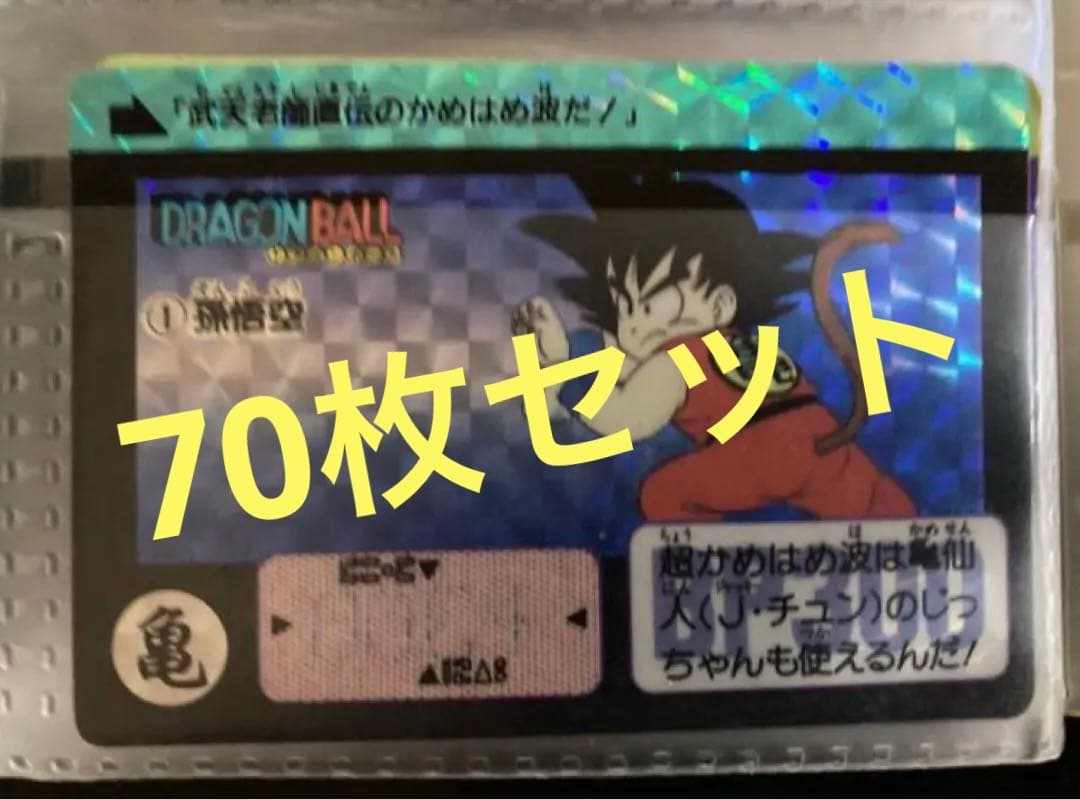 「武天老師直伝のかめはめ波だ!」
DRAGON BALL
① 孫悟空
70枚セット
亀
▲12△8
超かめはめ波は亀仙
人(J・チュン)のじっ
ちゃんも使えるんだ!